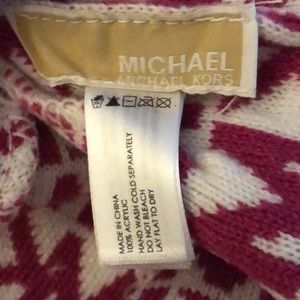 MICHAEL
MICHAEL KORS
MADE IN CHINA
100% ACRYLIC
HAND WASH COLD SEPARATELY
DO NOT BLEACH
LAY FLAT TO DRY